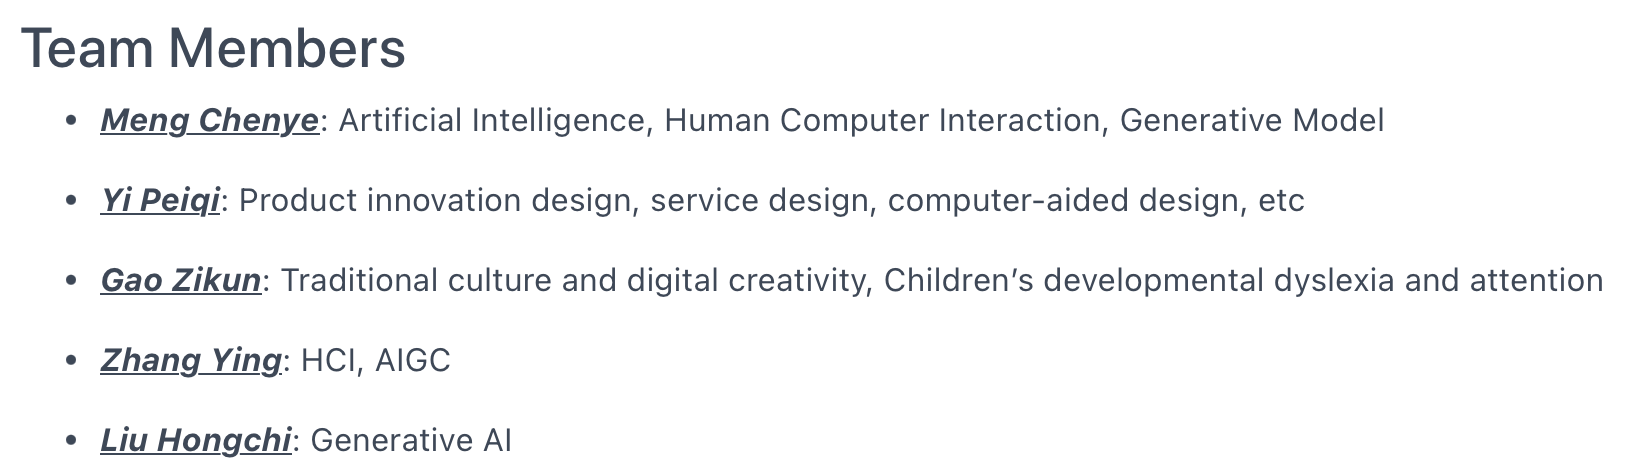 Team Members
• Meng Chenye: Artificial Intelligence, Human Computer Interaction, Generative Model
• Yi Peiqi: Product innovation design, service design, computer-aided design, etc
• Gao Zikun: Traditional culture and digital creativity, Children’s developmental dyslexia and attention
• Zhang Ying: HCI, AIGC
• Liu Hongchi: Generative AI